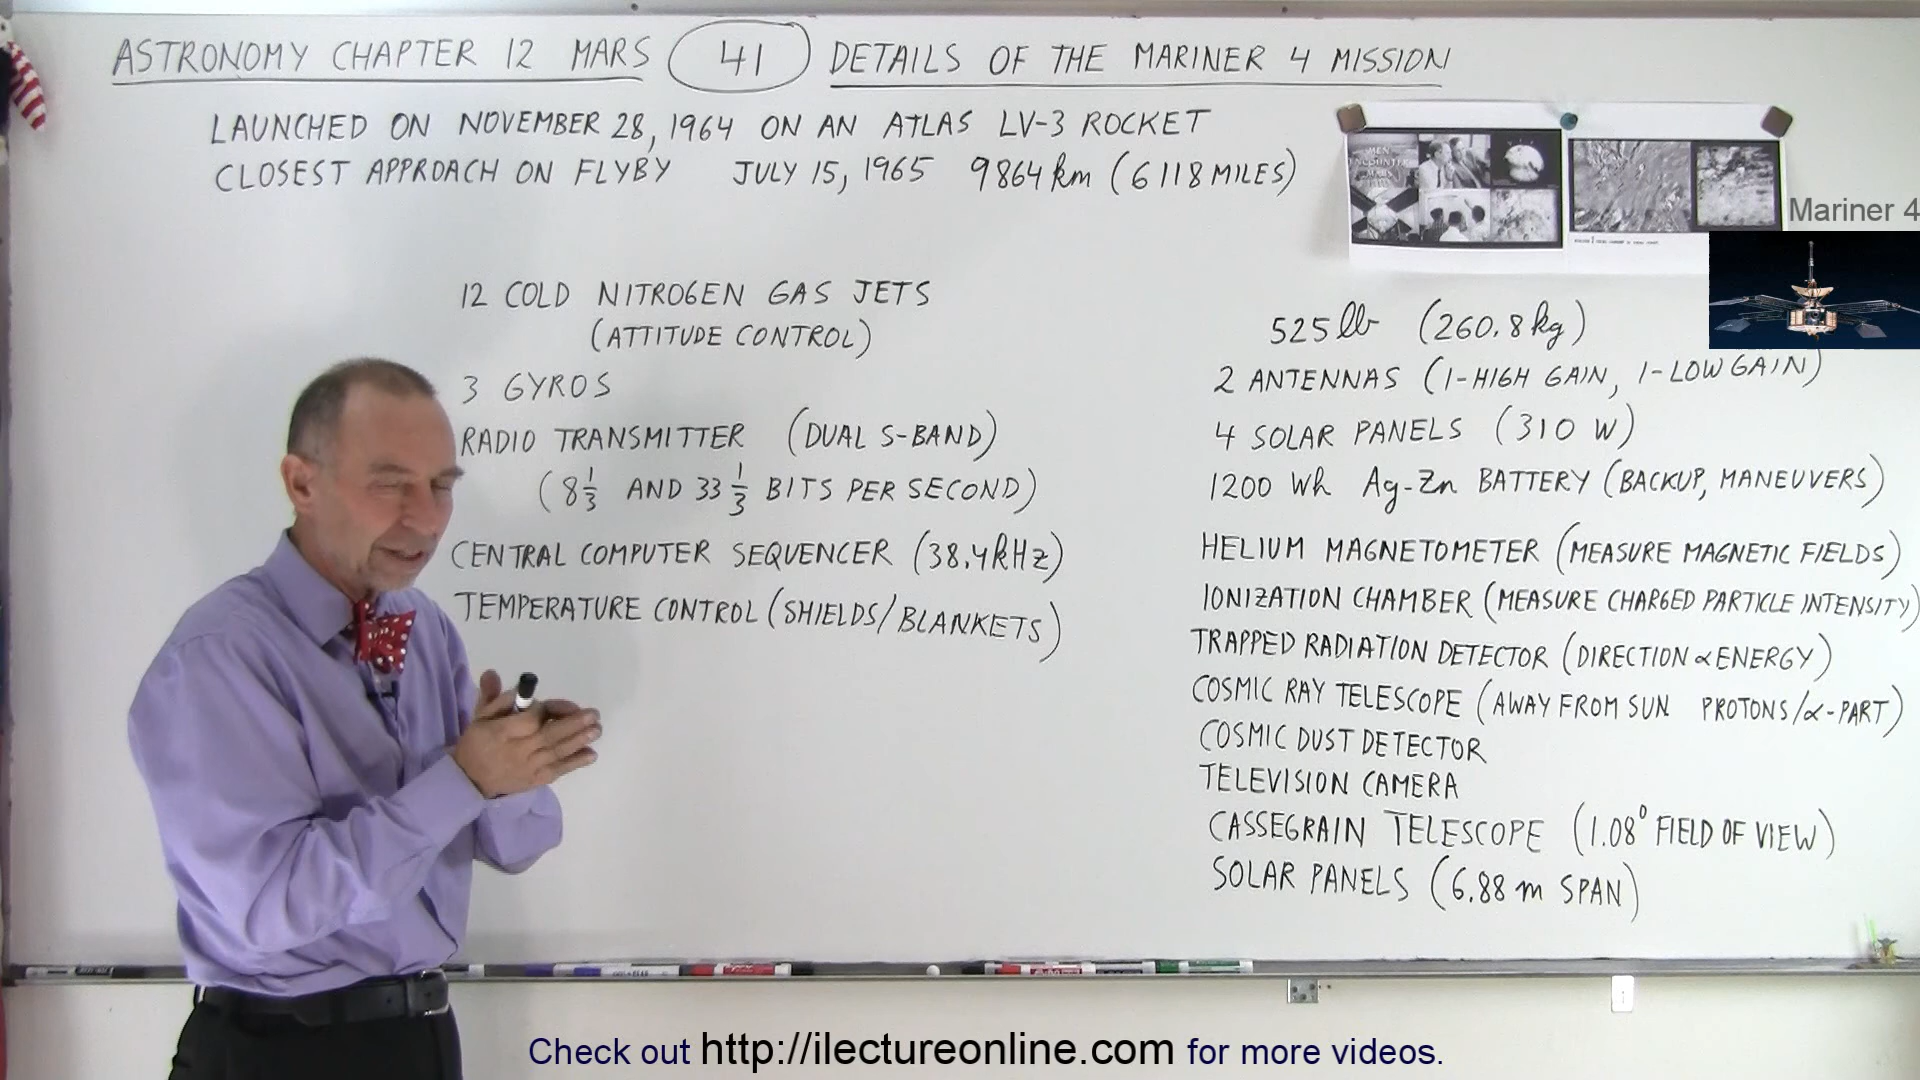 ASTRONOMY CHAPTER 12 MARS 41 DETAILS OF THE MARINER 4 MISSION
LAUNCHED ON NOVEMBER 28, 1964 ON AN ATLAS LV-3 ROCKET
CLOSEST APPROACH ON FLYBY JULY 15, 1965 9864 km (6118 MILES)
MEN
ENCOUNTER
MARS
Mariner 4
12 COLD NITROGEN GAS JETS
(ATTITUDE CONTROL)
3 GYROS
RADIO TRANSMITTER (DUAL S-BAND)
(8 1/3 AND 33 1/3 BITS PER SECOND)
CENTRAL COMPUTER SEQUENCER (38.4 kHz)
TEMPERATURE CONTROL (SHIELDS/BLANKETS)
525 lb (260.8 kg)
2 ANTENNAS (1-HIGH GAIN, 1-LOW GAIN)
4 SOLAR PANELS (310 W)
1200 Wh Ag-Zn BATTERY (BACKUP, MANEUVERS)
HELIUM MAGNETOMETER (MEASURE MAGNETIC FIELDS)
IONIZATION CHAMBER (MEASURE CHARGED PARTICLE INTENSITY)
TRAPPED RADIATION DETECTOR (DIRECTION ∝ ENERGY)
COSMIC RAY TELESCOPE (AWAY FROM SUN PROTONS/α-PART)
COSMIC DUST DETECTOR
TELEVISION CAMERA
CASSEGRAIN TELESCOPE (1.08° FIELD OF VIEW)
SOLAR PANELS (6.88 m SPAN)
Check out http://ilectureonline.com for more videos.